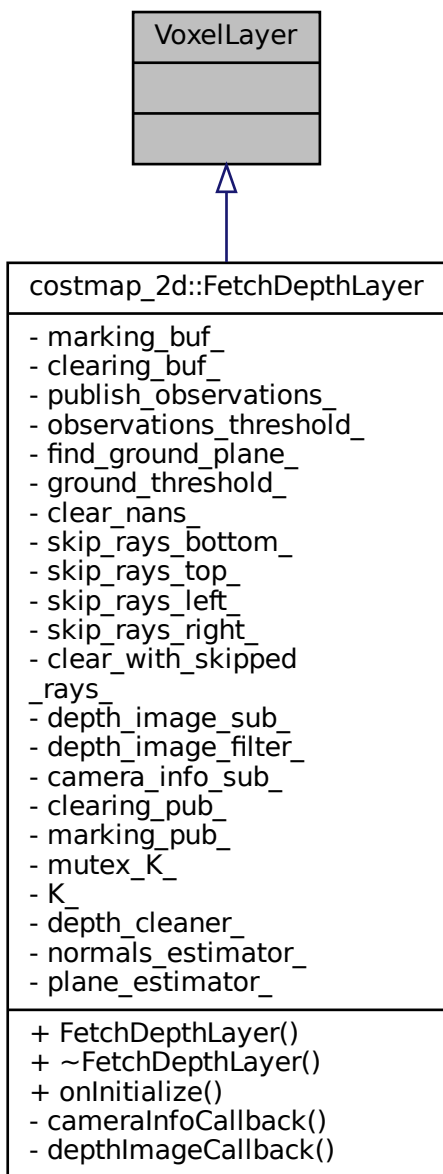 VoxelLayer
costmap_2d::FetchDepthLayer
- marking_buf_
- clearing_buf_
- publish_observations_
- observations_threshold_
- find_ground_plane_
- ground_threshold_
- clear_nans_
- skip_rays_bottom_
- skip_rays_top_
- skip_rays_left_
- skip_rays_right_
- clear_with_skipped
_rays_
- depth_image_sub_
- depth_image_filter_
- camera_info_sub_
- clearing_pub_
- marking_pub_
- mutex_K_
- K_
- depth_cleaner_
- normals_estimator_
- plane_estimator_
+ FetchDepthLayer()
+ ~FetchDepthLayer()
+ onInitialize()
- cameraInfoCallback()
- depthImageCallback()